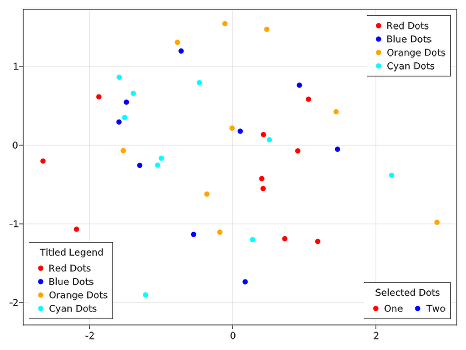 Red Dots
Blue Dots
Orange Dots
Cyan Dots
1
0
-1
-2
Titled Legend
Red Dots
Blue Dots
Orange Dots
Cyan Dots
Selected Dots
One Two
-2 0 2